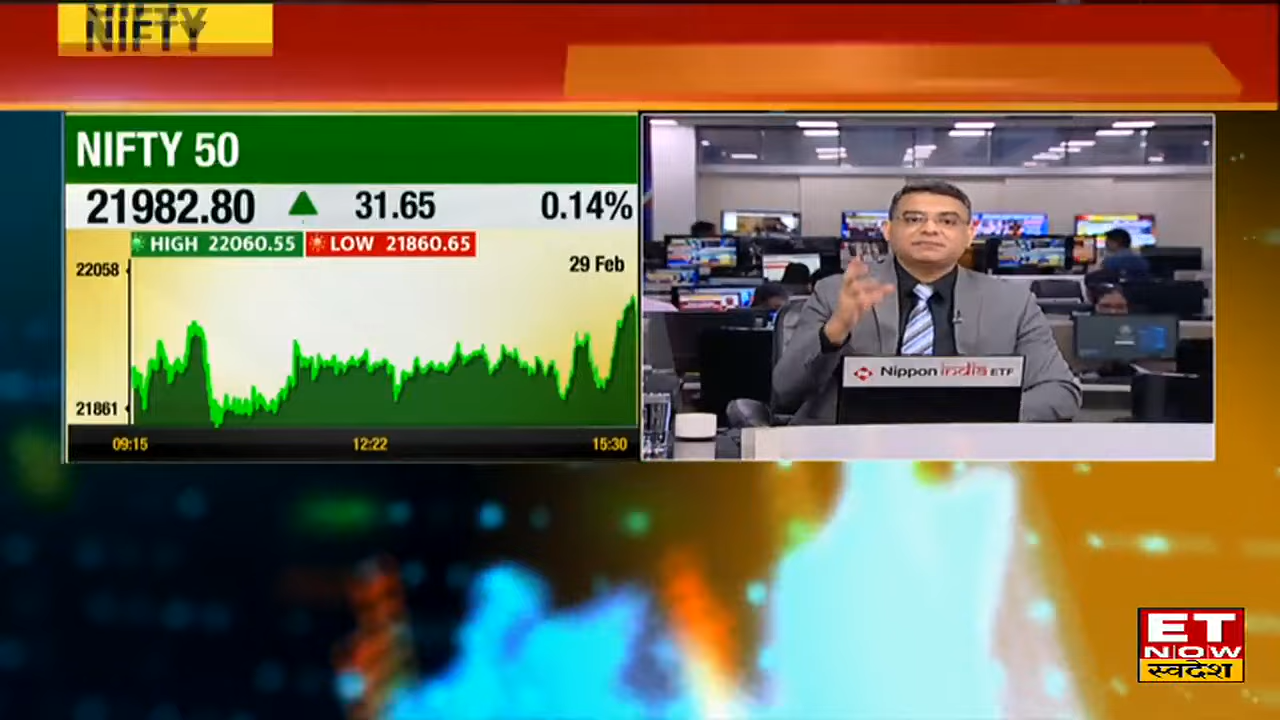 NIFTY
NIFTY 50
21982.80 31.65 0.14%
HIGH 22060.55 LOW 21860.65
29 Feb
22058
21861
09:15 12:22 15:30
Nippon india ETF
ET
NOW
स्वदेश